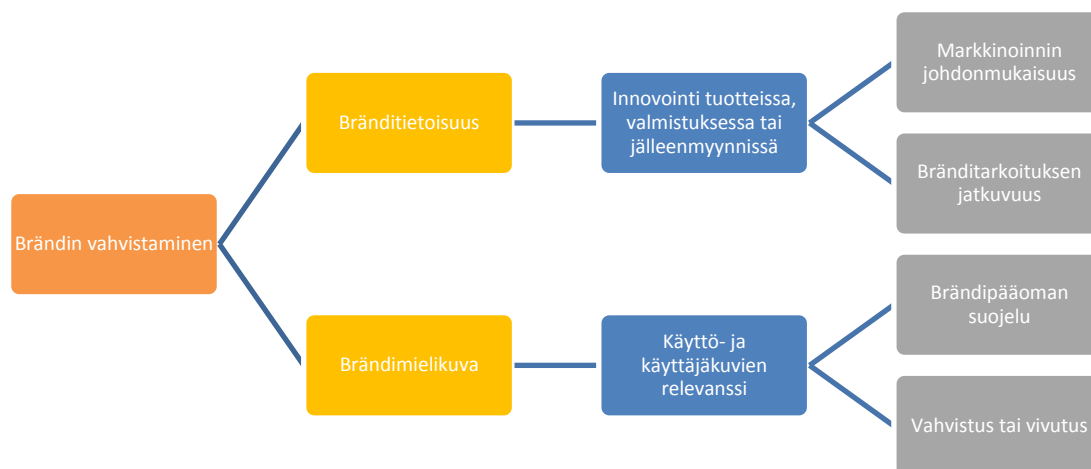 Brändin vahvistaminen
Bränditietoisuus
Brändimielikuva
Innovointi tuotteissa,
valmistuksessa tai
jälleenmyynnissä
Käyttö- ja
käyttäjäkuvien
relevanssi
Markkinoinnin
johdonmukaisuus
Bränditarkoituksen
jatkuvuus
Brändipääoman
suojelu
Vahvistus tai vivutus